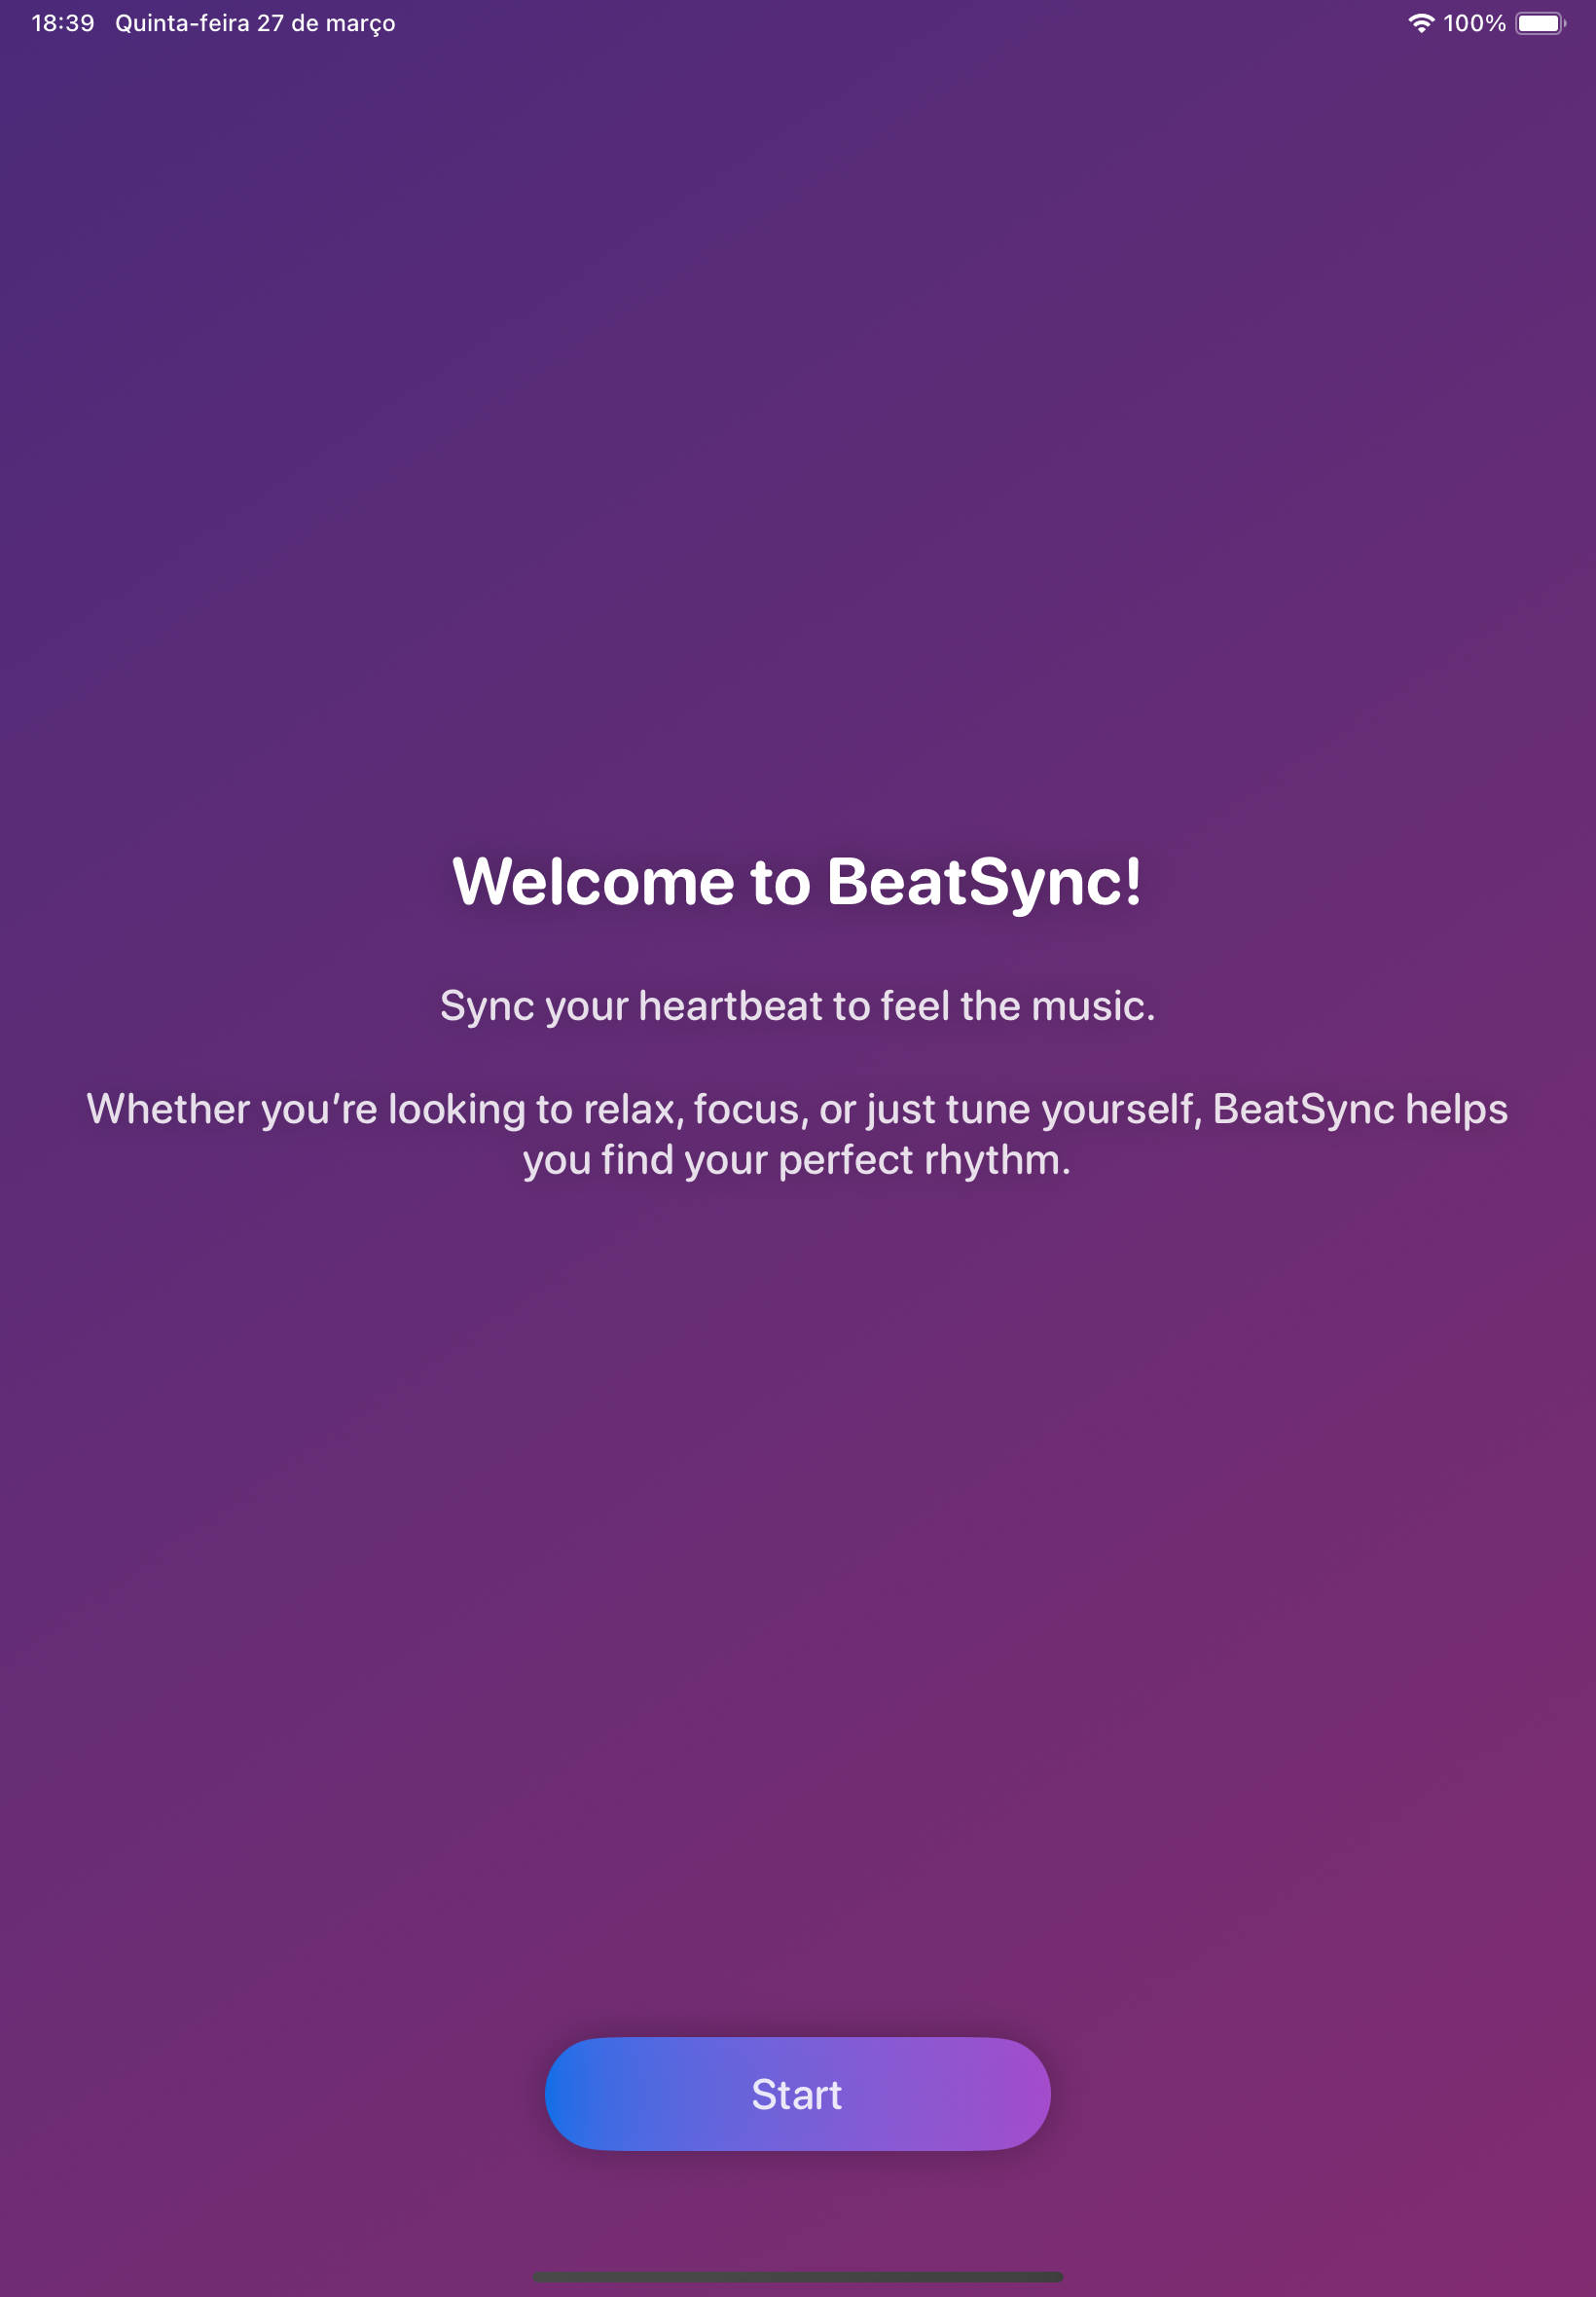 18:39 Quinta-feira 27 de março 100%
Welcome to BeatSync!
Sync your heartbeat to feel the music.
Whether you’re looking to relax, focus, or just tune yourself, BeatSync helps
you find your perfect rhythm.
Start